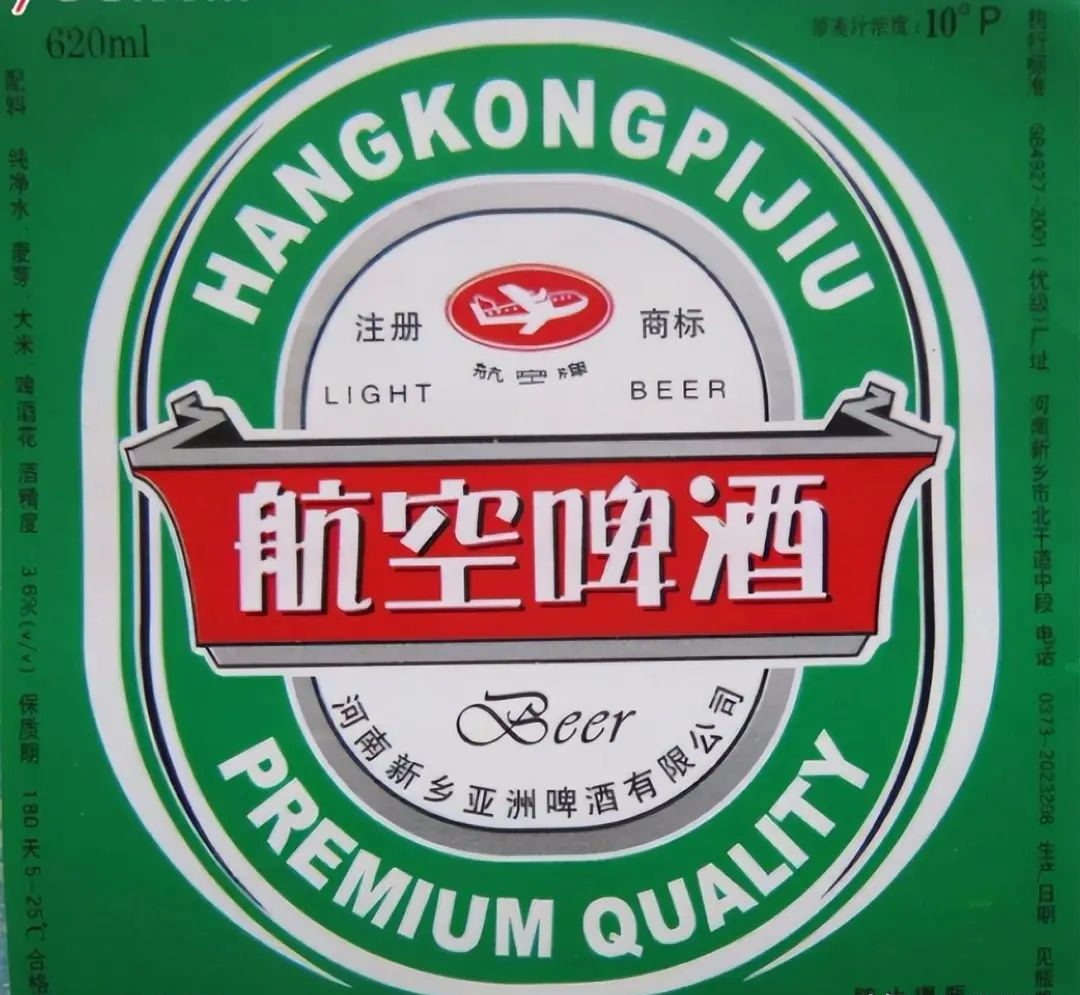 620ml
原麦汁浓度:10°P
HANGKONGPIJIU
注册 商标
航空牌
LIGHT BEER
航空啤酒
Beer
河南新乡亚洲啤酒有限公司
PREMIUM QUALITY
配料 纯净水、麦芽、大米 啤酒花 酒精度 3.6%(v/v) 保质期 180天 5-25℃ 合格
执行标准 GB4927-2001(优级) 厂址 河南新乡市北干道中段 电话 0373-2023288 生产日期 见